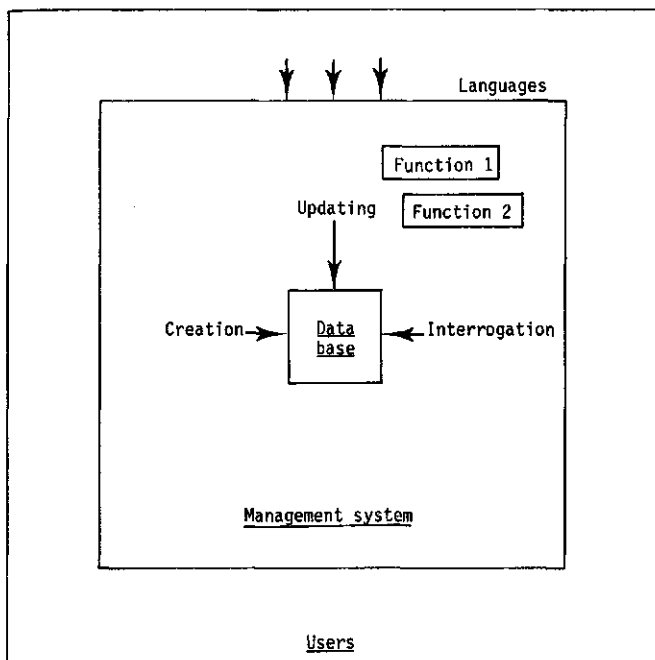 Languages
Function 1
Function 2
Updating
Creation
Data
base
Interrogation
Management system
Users